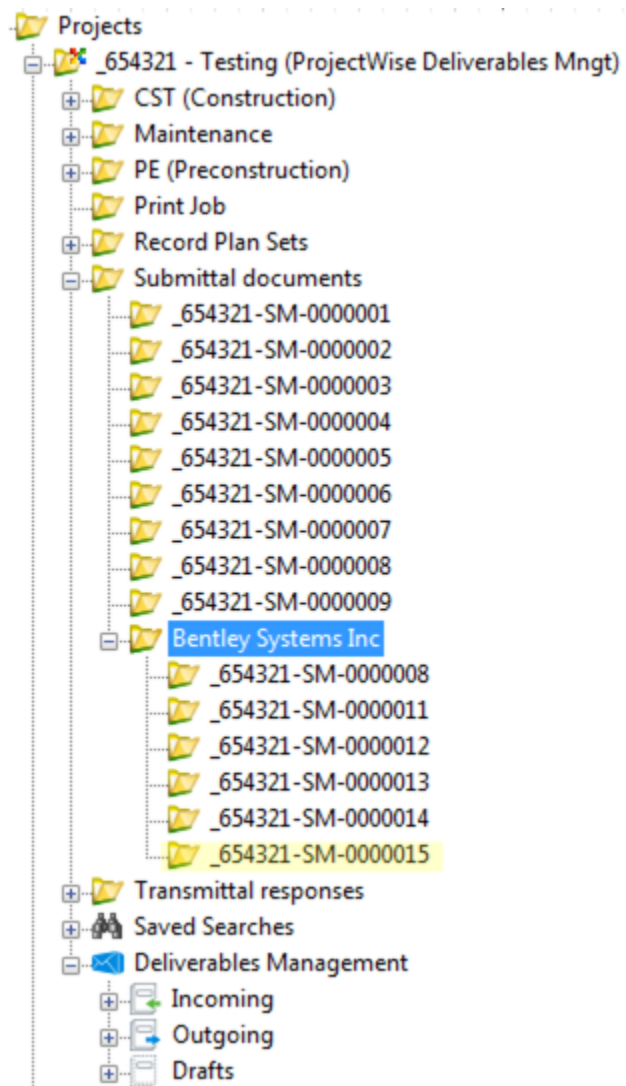 Projects
_654321 - Testing (ProjectWise Deliverables Mngt)
CST (Construction)
Maintenance
PE (Preconstruction)
Print Job
Record Plan Sets
Submittal documents
_654321-SM-0000001
_654321-SM-0000002
_654321-SM-0000003
_654321-SM-0000004
_654321-SM-0000005
_654321-SM-0000006
_654321-SM-0000007
_654321-SM-0000008
_654321-SM-0000009
Bentley Systems Inc
_654321-SM-0000008
_654321-SM-0000011
_654321-SM-0000012
_654321-SM-0000013
_654321-SM-0000014
_654321-SM-0000015
Transmittal responses
Saved Searches
Deliverables Management
Incoming
Outgoing
Drafts